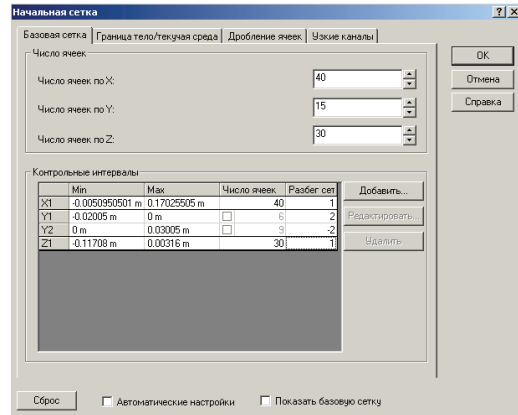 Начальная сетка
Базовая сетка Граница тело/текучая среда Дробление ячеек Узкие каналы
Число ячеек
Число ячеек по X: 40
Число ячеек по Y: 15
Число ячеек по Z: 30
OK
Отмена
Справка
Контрольные интервалы
Min Max Число ячеек Разбег сет
X1 -0.0050950501 m 0.17025505 m 40 1
Y1 -0.02005 m 0 m 6 2
Y2 0 m 0.03005 m 9 -2
Z1 -0.11708 m 0.00316 m 30 1
Добавить...
Редактировать...
Удалить
Сброс Автоматические настройки Показать базовую сетку